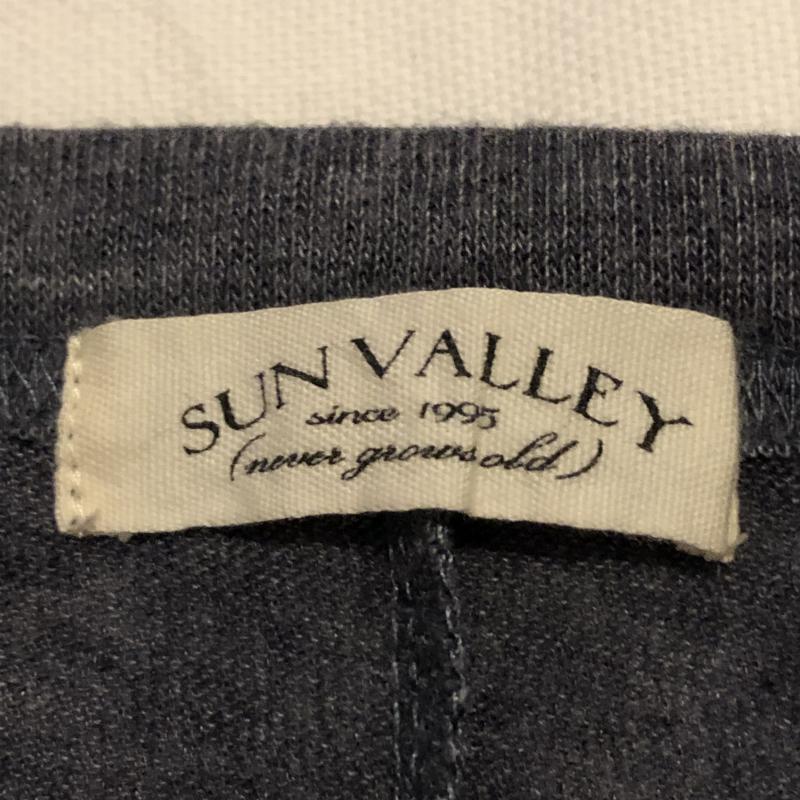 SUN VALLEY
since 1995
(never grows old)